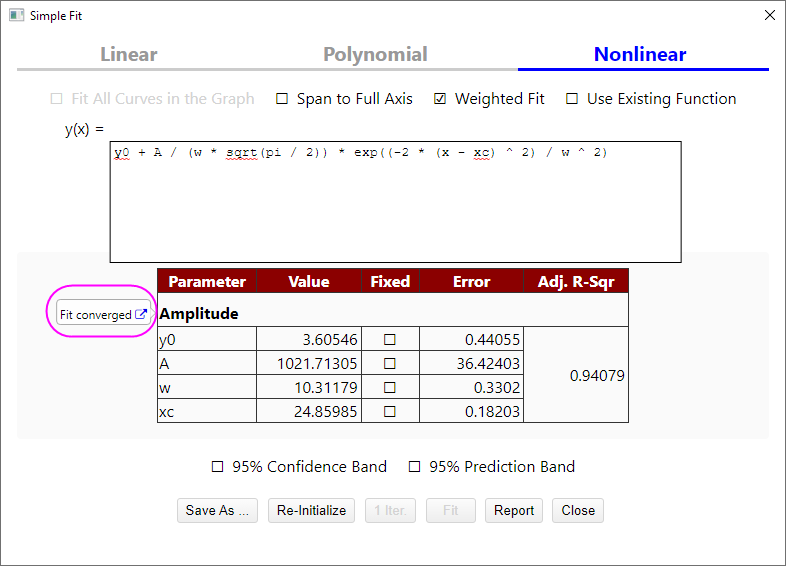 Simple Fit
Linear Polynomial Nonlinear
Fit All Curves in the Graph Span to Full Axis Weighted Fit Use Existing Function
y(x) =
y0 + A / (w * sqrt(pi / 2)) * exp((-2 * (x - xc) ^ 2) / w ^ 2)
Parameter Value Fixed Error Adj. R-Sqr
Fit converged
Amplitude
y0 3.60546 0.44055
A 1021.71305 36.42403
0.94079
w 10.31179 0.3302
xc 24.85985 0.18203
95% Confidence Band 95% Prediction Band
Save As ... Re-Initialize 1 Iter. Fit Report Close